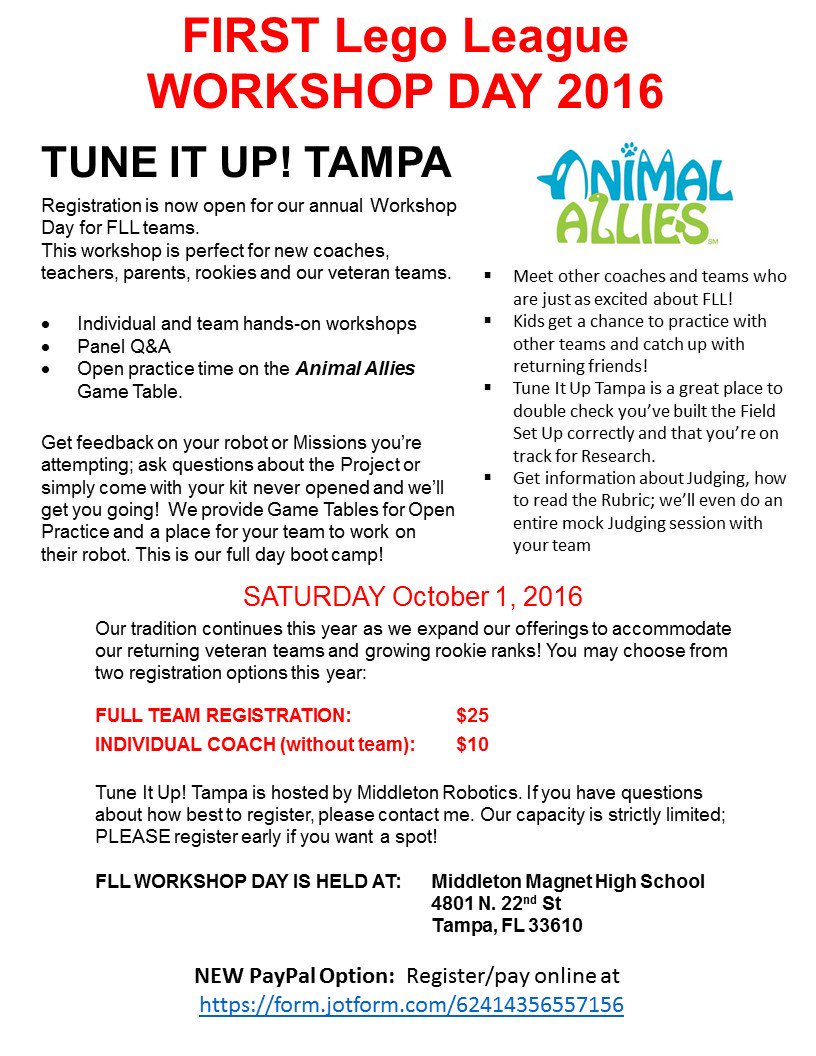 FIRST Lego League
WORKSHOP DAY 2016
TUNE IT UP! TAMPA
Registration is now open for our annual Workshop
Day for FLL teams.
This workshop is perfect for new coaches,
teachers, parents, rookies and our veteran teams.
• Individual and team hands-on workshops
• Panel Q&A
• Open practice time on the Animal Allies
Game Table.
Get feedback on your robot or Missions you’re
attempting; ask questions about the Project or
simply come with your kit never opened and we’ll
get you going! We provide Game Tables for Open
Practice and a place for your team to work on
their robot. This is our full day boot camp!
ANIMAL
ALLIES
SM
▪ Meet other coaches and teams who
are just as excited about FLL!
▪ Kids get a chance to practice with
other teams and catch up with
returning friends!
▪ Tune It Up Tampa is a great place to
double check you’ve built the Field
Set Up correctly and that you’re on
track for Research.
▪ Get information about Judging, how
to read the Rubric; we’ll even do an
entire mock Judging session with
your team
SATURDAY October 1, 2016
Our tradition continues this year as we expand our offerings to accommodate
our returning veteran teams and growing rookie ranks! You may choose from
two registration options this year:
FULL TEAM REGISTRATION: $25
INDIVIDUAL COACH (without team): $10
Tune It Up! Tampa is hosted by Middleton Robotics. If you have questions
about how best to register, please contact me. Our capacity is strictly limited;
PLEASE register early if you want a spot!
FLL WORKSHOP DAY IS HELD AT: Middleton Magnet High School
4801 N. 22nd St
Tampa, FL 33610
NEW PayPal Option: Register/pay online at
https://form.jotform.com/62414356557156